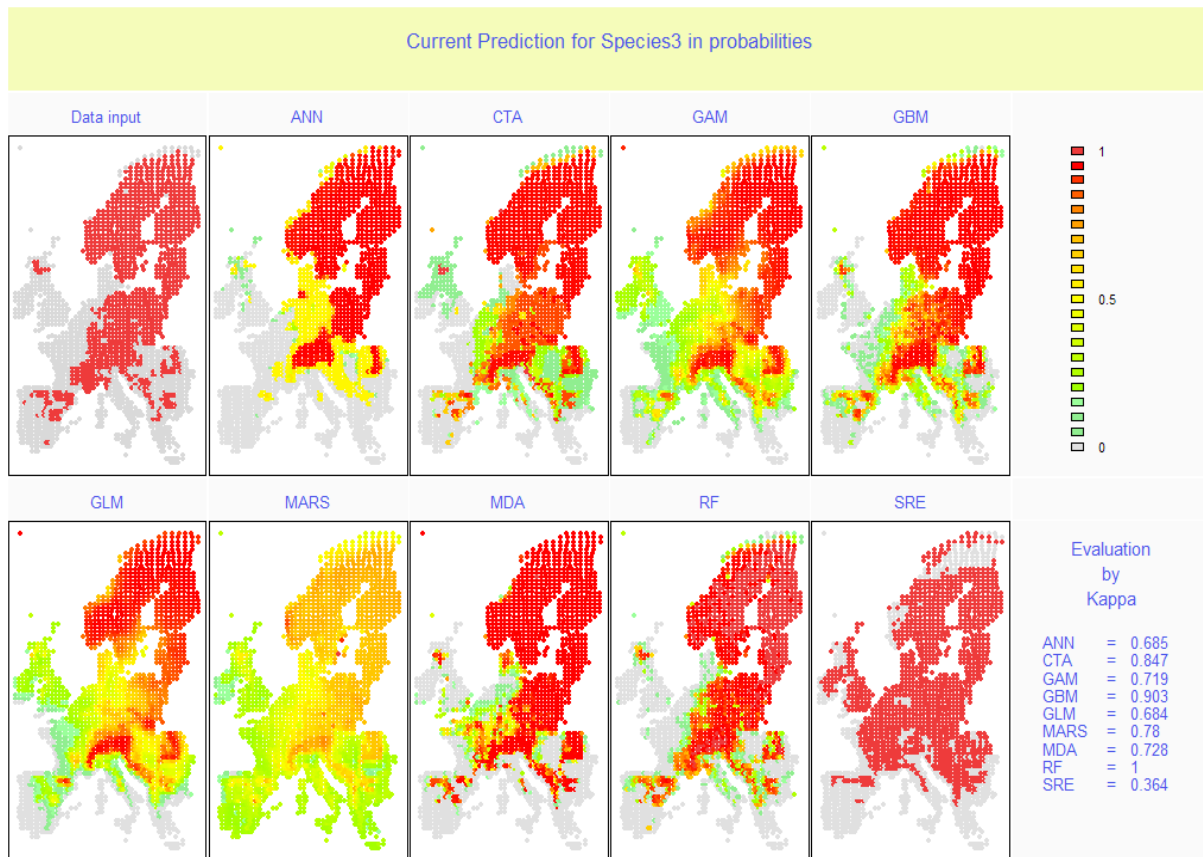 Current Prediction for Species3 in probabilities
Data input
ANN
CTA
GAM
GBM
1
0.5
0
GLM
MARS
MDA
RF
SRE
Evaluation
by
Kappa
ANN = 0.685
CTA = 0.847
GAM = 0.719
GBM = 0.903
GLM = 0.684
MARS = 0.78
MDA = 0.728
RF = 1
SRE = 0.364